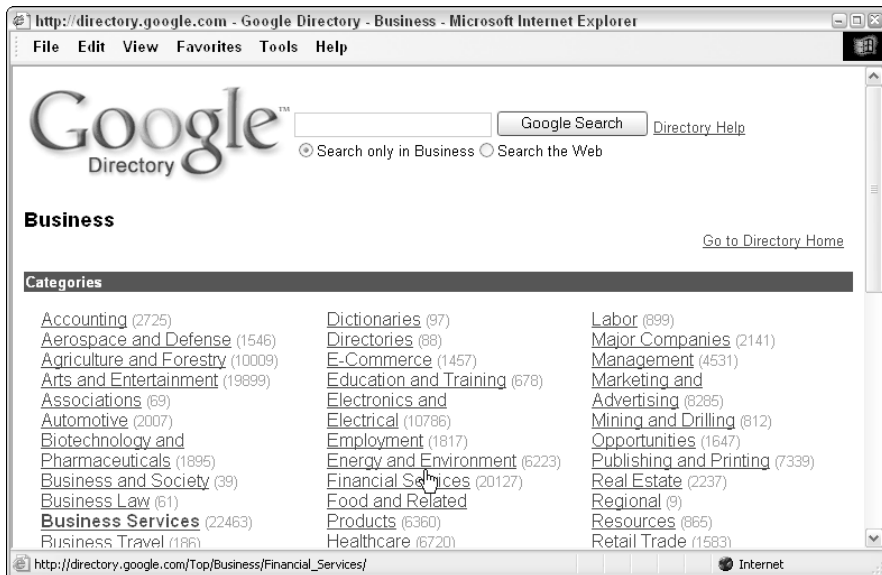 http://directory.google.com - Google Directory - Business - Microsoft Internet Explorer
File Edit View Favorites Tools Help
Google™
Directory
Google Search
Directory Help
Search only in Business Search the Web
Business
Go to Directory Home
Categories
Accounting (2725)
Aerospace and Defense (1546)
Agriculture and Forestry (10009)
Arts and Entertainment (19899)
Associations (69)
Automotive (2007)
Biotechnology and
Pharmaceuticals (1895)
Business and Society (39)
Business Law (61)
Business Services (22463)
Business Travel (186)
Dictionaries (97)
Directories (88)
E-Commerce (1457)
Education and Training (678)
Electronics and
Electrical (10786)
Employment (1817)
Energy and Environment (6223)
Financial Services (20127)
Food and Related
Products (6360)
Healthcare (6720)
Labor (899)
Major Companies (2141)
Management (4531)
Marketing and
Advertising (8285)
Mining and Drilling (812)
Opportunities (1647)
Publishing and Printing (7339)
Real Estate (2237)
Regional (9)
Resources (865)
Retail Trade (1583)
http://directory.google.com/Top/Business/Financial_Services/
Internet